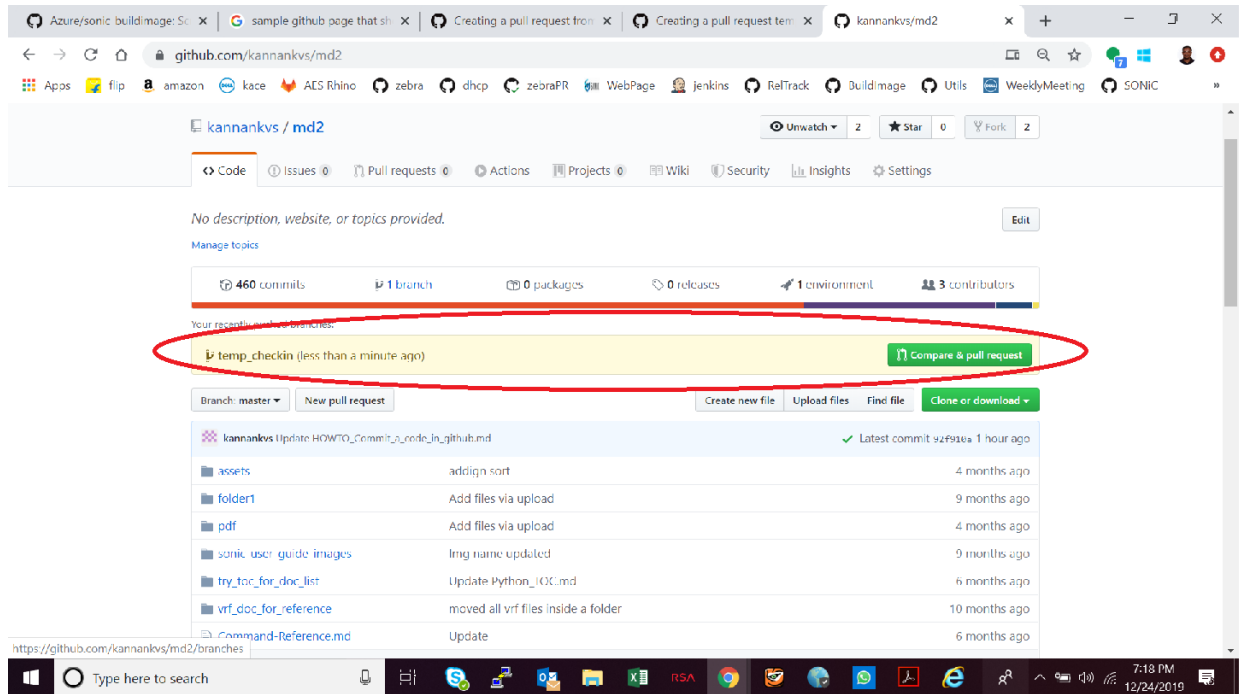 Azure/sonic-buildimage: Sc
sample github page that sh
Creating a pull request from
Creating a pull request tem
kannankvs/md2
github.com/kannankvs/md2
7
Apps flip amazon kace AES Rhino zebra dhcp zebraPR WebPage jenkins RelTrack BuildImage Utils WeeklyMeeting SONiC »
kannankvs / md2
Unwatch 2 Star 0 Fork 2
Code Issues 0 Pull requests 0 Actions Projects 0 Wiki Security Insights Settings
No description, website, or topics provided.
Edit
Manage topics
460 commits 1 branch 0 packages 0 releases 1 environment 3 contributors
Your recently pushed branches:
temp_checkin (less than a minute ago) Compare & pull request
Branch: master New pull request Create new file Upload files Find file Clone or download
kannankvs Update HOWTO_Commit_a_code_in_github.md Latest commit 92f910a 1 hour ago
assets addign sort 4 months ago
folder1 Add files via upload 9 months ago
pdf Add files via upload 4 months ago
sonic_user_guide_images Img name updated 9 months ago
try_toc_for_doc_list Update Python_TOC.md 6 months ago
vrf_doc_for_reference moved all vrf files inside a folder 10 months ago
Command-Reference.md Update 6 months ago
https://github.com/kannankvs/md2/branches
Type here to search
RSA
7:18 PM
12/24/2019